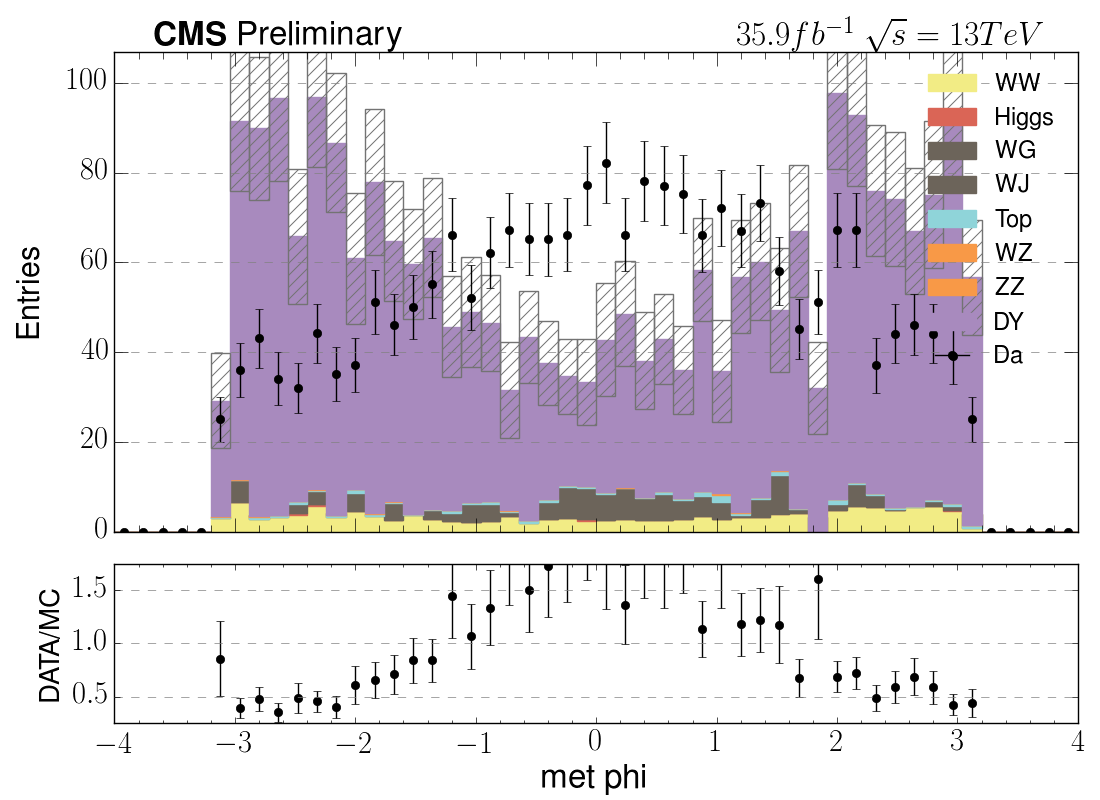 CMS Preliminary 35.9fb⁻¹ √s = 13TeV
Entries
100
80
60
40
20
0
WW
Higgs
WG
WJ
Top
WZ
ZZ
DY
Da
DATA/MC
1.5
1.0
0.5
−4 −3 −2 −1 0 1 2 3 4
met phi